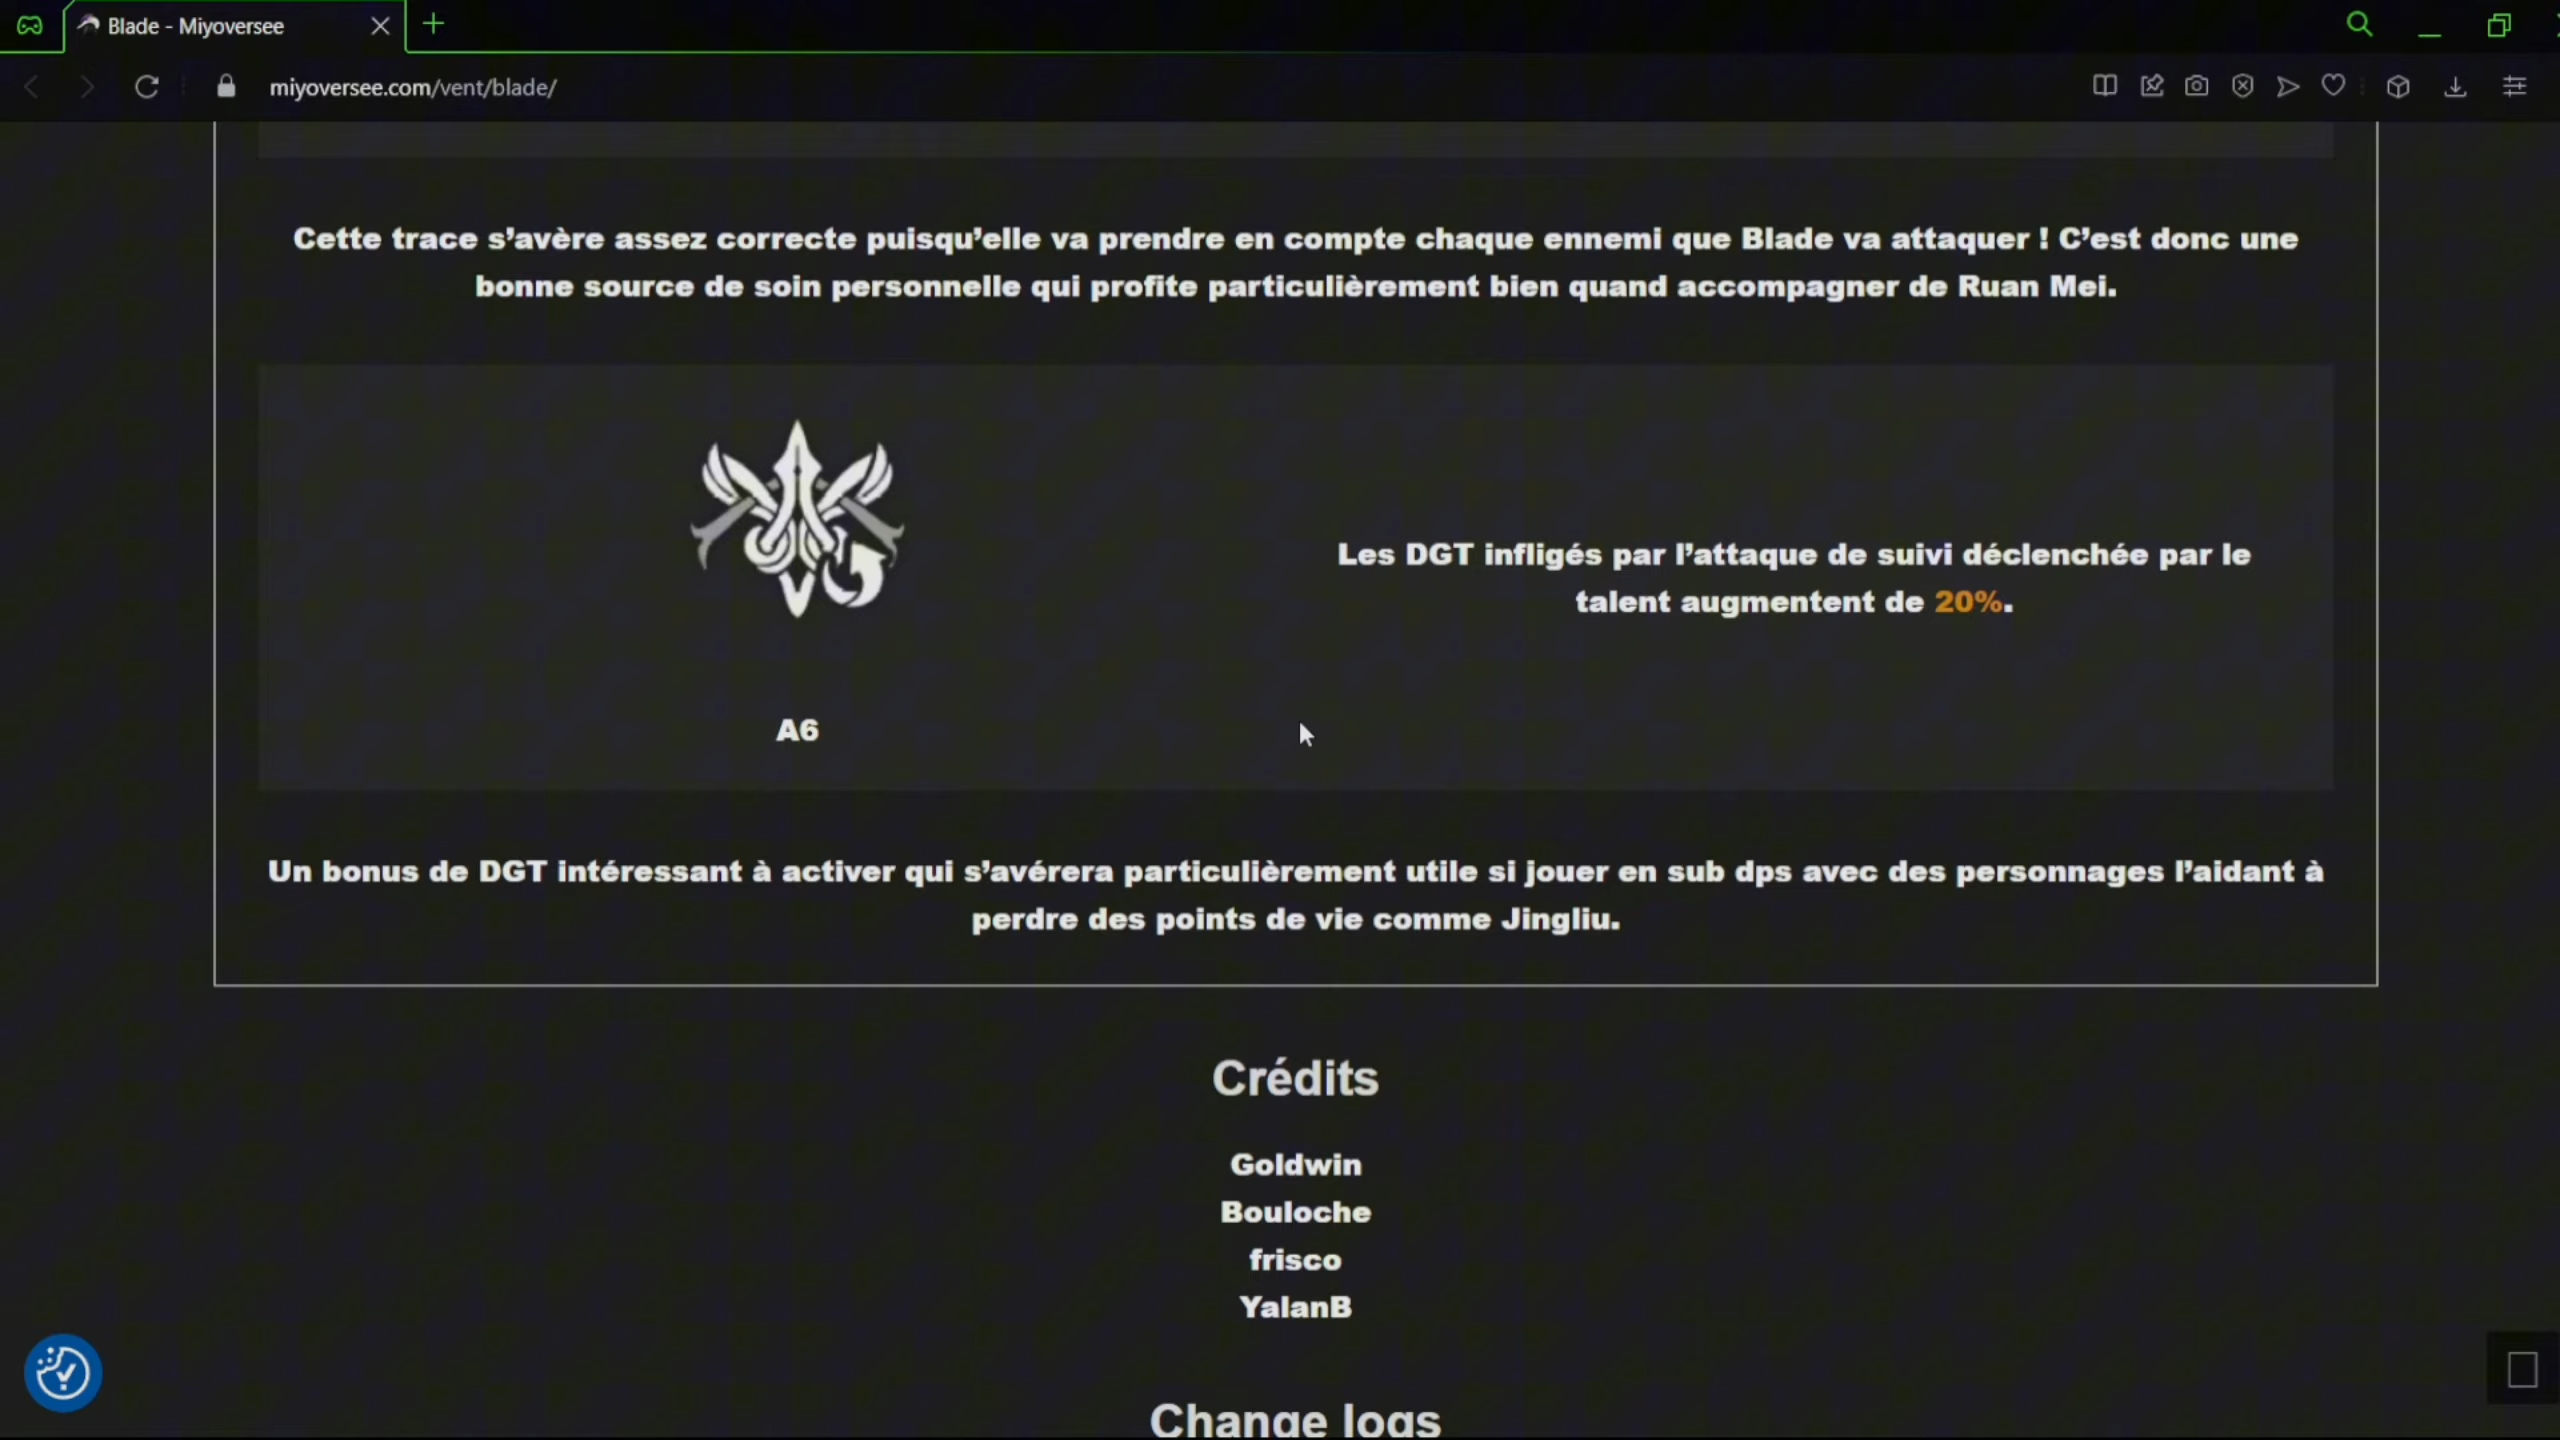 Blade - Miyoversee
miyoversee.com/vent/blade/
Cette trace s'avère assez correcte puisqu'elle va prendre en compte chaque ennemi que Blade va attaquer ! C'est donc une
bonne source de soin personnelle qui profite particulièrement bien quand accompagner de Ruan Mei.
Les DGT infligés par l'attaque de suivi déclenchée par le
talent augmentent de 20%.
A6
Un bonus de DGT intéressant à activer qui s'avérera particulièrement utile si jouer en sub dps avec des personnages l'aidant à
perdre des points de vie comme Jingliu.
Crédits
Goldwin
Bouloche
frisco
YalanB
Change logs